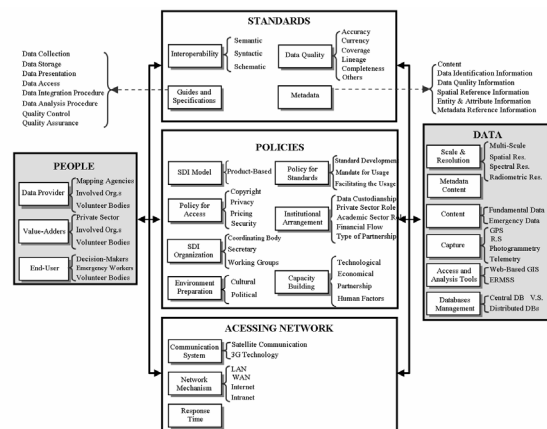 STANDARDS
Interoperability
Semantic
Syntactic
Schematic
Data Quality
Accuracy
Currency
Coverage
Lineage
Completeness
Others
Guides and
Specifications
Metadata
Data Collection
Data Storage
Data Presentation
Data Access
Data Integration Procedure
Data Analysis Procedure
Quality Control
Quality Assurance
Content
Data Identification Information
Data Quality Information
Spatial Reference Information
Entity & Attribute Information
Metadata Reference Information
PEOPLE
Data Provider
Mapping Agencies
Involved Org.s
Volunteer Bodies
Value-Adders
Private Sector
Involved Org.s
Volunteer Bodies
End-User
Decision-Makers
Emergency Workers
Volunteer Bodies
POLICIES
SDI Model
Product-Based
Policy for
Standards
Standard Developmen
Mandate for Usage
Facilitating the Usage
Policy for
Access
Copyright
Privacy
Pricing
Security
Institutional
Arrangement
Data Custodianship
Private Sector Role
Academic Sector Rol
Financial Flow
Type of Partnership
SDI
Organization
Coordinating Body
Secretary
Working Groups
Environment
Preparation
Cultural
Political
Capacity
Building
Technological
Economical
Partnership
Human Factors
DATA
Scale &
Resolution
Multi-Scale
Spatial Res.
Spectral Res.
Radiometric Res.
Metadata
Content
Content
Fundamental Data
Emergency Data
Capture
GPS
R.S
Photogrammetry
Telemetry
Access and
Analysis Tools
Web-Based GIS
ERMSS
Databases
Management
Central DB V.S.
Distributed DBs
ACESSING NETWORK
Communication
System
Satellite Communication
3G Technology
Network
Mechanism
LAN
WAN
Internet
Intranet
Response
Time